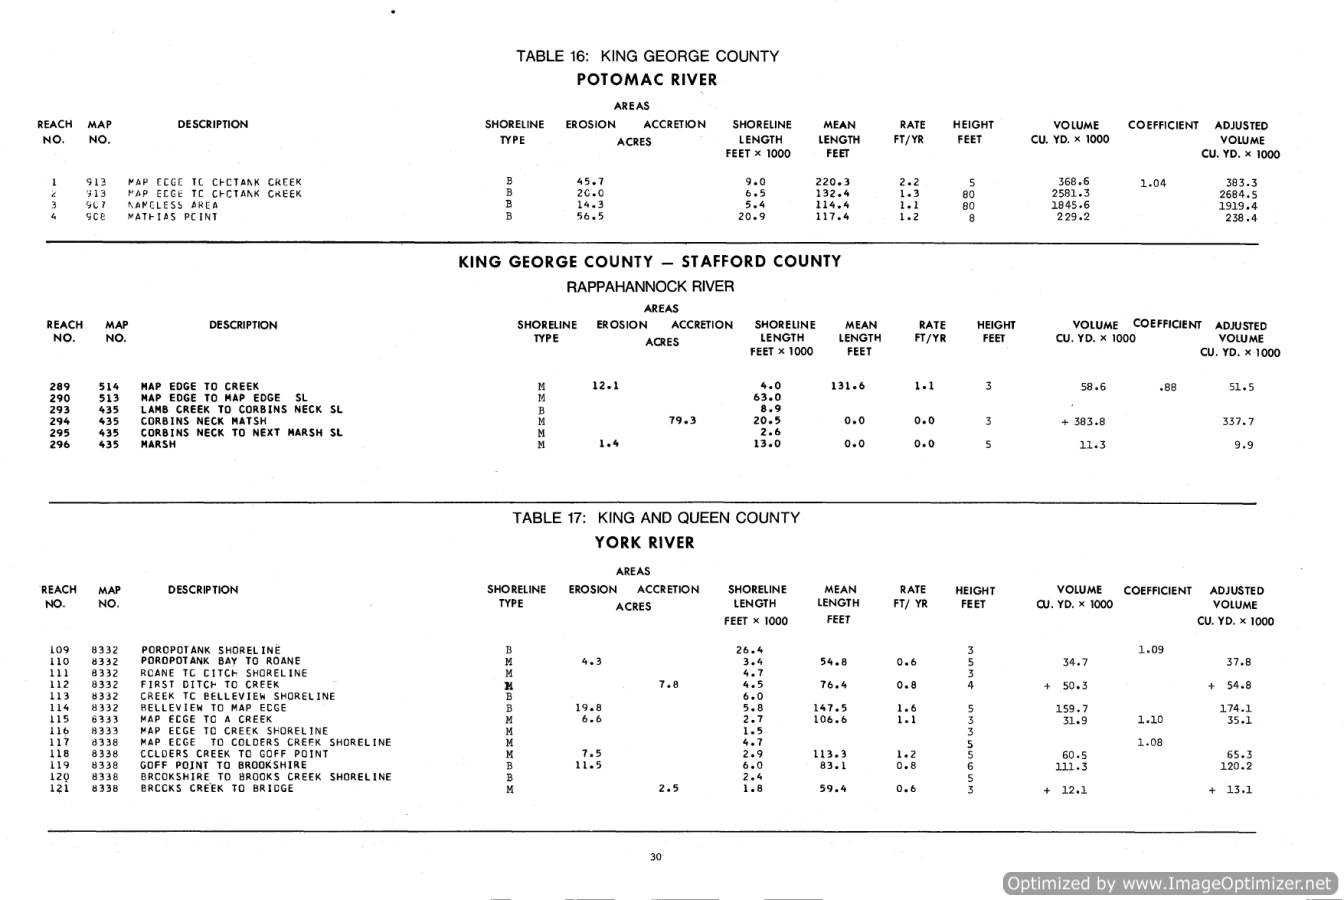 TABLE 16: KING GEORGE COUNTY
POTOMAC RIVER
AREAS
REACH MAP DESCRIPTION SHORELINE EROSION ACCRETION SHORELINE MEAN RATE HEIGHT VOLUME COEFFICIENT ADJUSTED
NO. NO. TYPE ACRES LENGTH LENGTH FT/YR FEET CU. YD. × 1000 VOLUME
FEET × 1000 FEET CU. YD. × 1000
1 913 MAP EDGE TO CHOTANK CREEK B 45.7 9.0 220.3 2.2 5 368.6 1.04 383.3
2 913 MAP EDGE TO CHOTANK CREEK B 20.0 6.5 132.4 1.3 80 2581.3 2684.5
3 907 NAMELESS AREA B 14.3 5.4 114.4 1.1 80 1845.6 1919.4
4 908 MATHIAS POINT B 56.5 20.9 117.4 1.2 8 229.2 238.4
KING GEORGE COUNTY — STAFFORD COUNTY
RAPPAHANNOCK RIVER
AREAS
REACH MAP DESCRIPTION SHORELINE EROSION ACCRETION SHORELINE MEAN RATE HEIGHT VOLUME COEFFICIENT ADJUSTED
NO. NO. TYPE ACRES LENGTH LENGTH FT/YR FEET CU. YD. × 1000 VOLUME
FEET × 1000 FEET CU. YD. × 1000
289 514 MAP EDGE TO CREEK M 12.1 4.0 131.6 1.1 3 58.6 .88 51.5
290 513 MAP EDGE TO MAP EDGE SL M 63.0
293 435 LAMB CREEK TO CORBINS NECK SL B 8.9
294 435 CORBINS NECK MATSH M 79.3 20.5 0.0 0.0 3 + 383.8 337.7
295 435 CORBINS NECK TO NEXT MARSH SL M 2.6
296 435 MARSH M 1.4 13.0 0.0 0.0 5 11.3 9.9
TABLE 17: KING AND QUEEN COUNTY
YORK RIVER
AREAS
REACH MAP DESCRIPTION SHORELINE EROSION ACCRETION SHORELINE MEAN RATE HEIGHT VOLUME COEFFICIENT ADJUSTED
NO. NO. TYPE ACRES LENGTH LENGTH FT/ YR FEET CU. YD. × 1000 VOLUME
FEET × 1000 FEET CU. YD. × 1000
109 8332 POROPOTANK SHORELINE B 26.4 3 1.09
110 8332 POROPOTANK BAY TO ROANE M 4.3 3.4 54.8 0.6 5 34.7 37.8
111 8332 ROANE TO DITCH SHORELINE M 4.7 3
112 8332 FIRST DITCH TO CREEK M 7.8 4.5 76.4 0.8 4 + 50.3 + 54.8
113 8332 CREEK TO BELLEVIEW SHORELINE B 6.0
114 8332 BELLEVIEW TO MAP EDGE B 19.8 5.8 147.5 1.6 5 159.7 174.1
115 8333 MAP EDGE TO A CREEK M 6.6 2.7 106.6 1.1 3 31.9 1.10 35.1
116 8333 MAP EDGE TO CREEK SHORELINE M 1.5 3
117 8338 MAP EDGE TO COLDERS CREEK SHORELINE M 4.7 5 1.08
118 8338 COLDERS CREEK TO GOFF POINT M 7.5 2.9 113.3 1.2 5 60.5 65.3
119 8338 GOFF POINT TO BROOKSHIRE B 11.5 6.0 83.1 0.8 6 111.3 120.2
120 8338 BROOKSHIRE TO BROOKS CREEK SHORELINE B 2.4 5
121 8338 BROOKS CREEK TO BRIDGE M 2.5 1.8 59.4 0.6 3 + 12.1 + 13.1
30
Optimized by www.ImageOptimizer.net